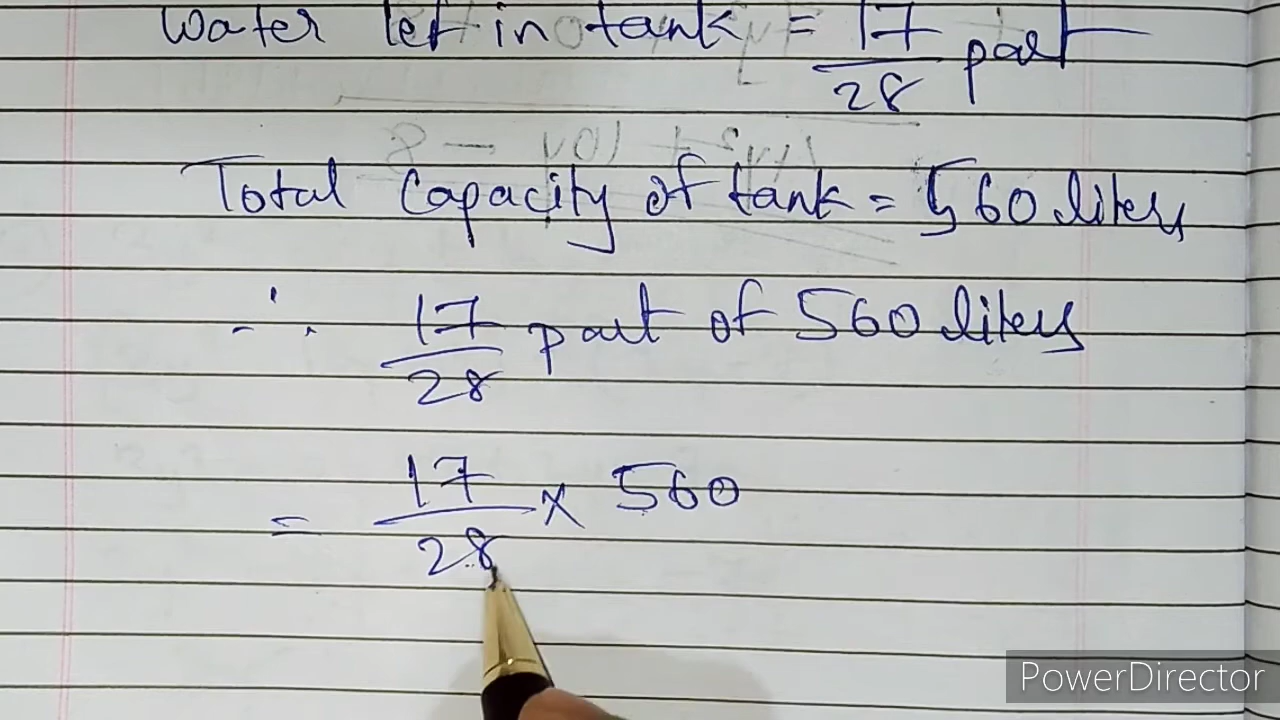 Water lef in tank = 17/28 part
Total Capacity of tank = 560 liters
∴ 17/28 part of 560 liters
= 17/28 × 560
PowerDirector